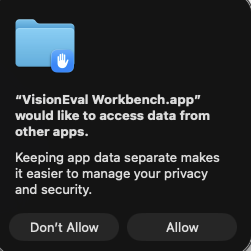 “VisionEval Workbench.app”
would like to access data from
other apps.
Keeping app data separate makes
it easier to manage your privacy
and security.
Don’t Allow
Allow